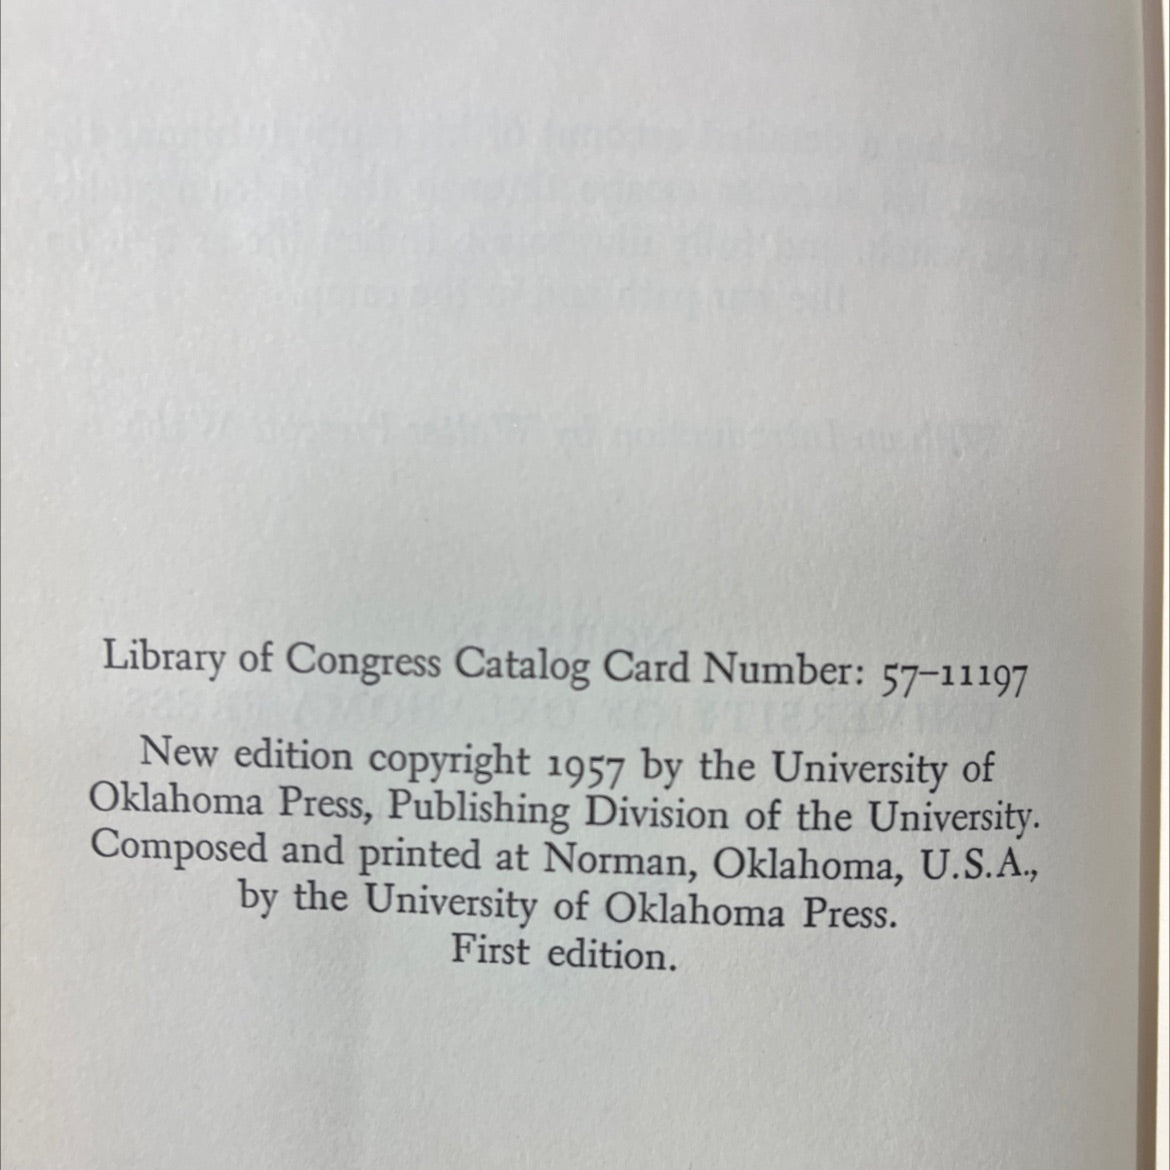 Library of Congress Catalog Card Number: 57-11197
New edition copyright 1957 by the University of
Oklahoma Press, Publishing Division of the University.
Composed and printed at Norman, Oklahoma, U.S.A.,
by the University of Oklahoma Press.
First edition.